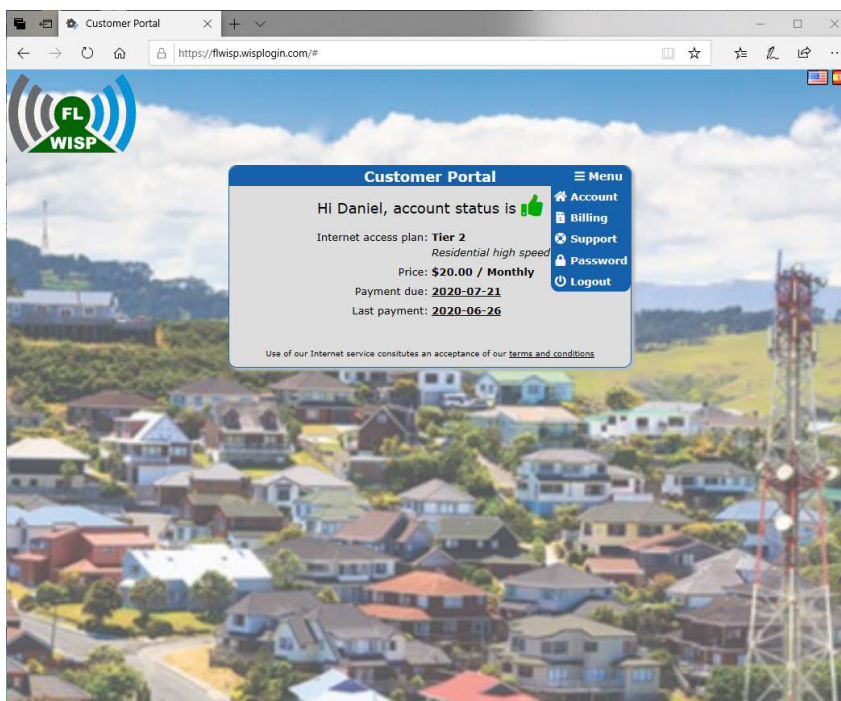 Customer Portal
https://flwisp.wisplogin.com/#
FL
WISP
Customer Portal
Menu
Hi Daniel, account status is
Account
Billing
Internet access plan: Tier 2
Support
Residential high speed
Password
Price: $20.00 / Monthly
Logout
Payment due: 2020-07-21
Last payment: 2020-06-26
Use of our Internet service consitutes an acceptance of our terms and conditions